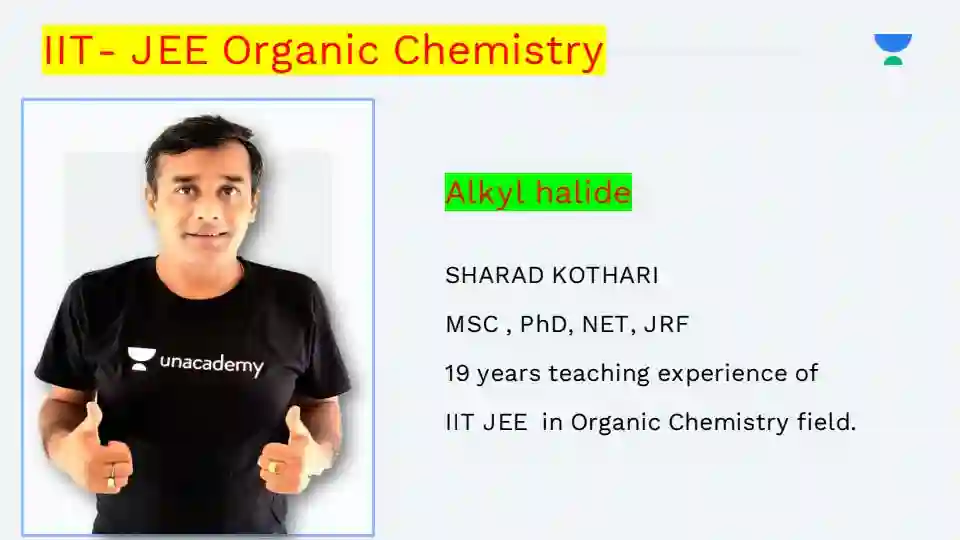 IIT- JEE Organic Chemistry
Alkyl halide
SHARAD KOTHARI
MSC , PhD, NET, JRF
19 years teaching experience of
IIT JEE  in Organic Chemistry field.
unacademy